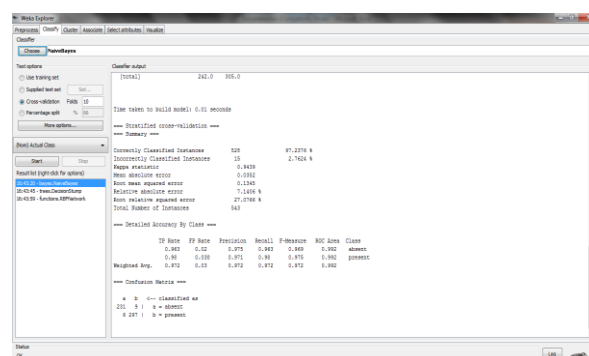 Weka Explorer
Preprocess Classify Cluster Associate Select attributes Visualize
Classifier
Choose NaiveBayes
Test options
Use training set
Supplied test set Set...
Cross-validation Folds 10
Percentage split % 66
More options...
(Nom) Actual Class
Start Stop
Result list (right-click for options)
16:43:20 - bayes.NaiveBayes
16:43:45 - trees.DecisionStump
16:43:59 - functions.RBFNetwork
Classifier output
[total] 242.0 305.0
Time taken to build model: 0.01 seconds
=== Stratified cross-validation ===
=== Summary ===
Correctly Classified Instances 528 97.2376 %
Incorrectly Classified Instances 15 2.7624 %
Kappa statistic 0.9439
Mean absolute error 0.0352
Root mean squared error 0.1345
Relative absolute error 7.1406 %
Root relative squared error 27.0766 %
Total Number of Instances 543
=== Detailed Accuracy By Class ===
TP Rate FP Rate Precision Recall F-Measure ROC Area Class
0.963 0.02 0.975 0.963 0.969 0.992 absent
0.98 0.038 0.971 0.98 0.975 0.992 present
Weighted Avg. 0.972 0.03 0.972 0.972 0.972 0.992
=== Confusion Matrix ===
a b <-- classified as
231 9 | a = absent
6 297 | b = present
Status
OK
Log